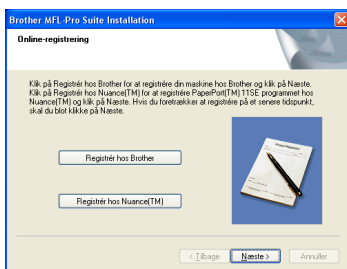 Brother MFL-Pro Suite Installation
Online-registrering
Klik på Registrér hos Brother for at registrére din maskine hos Brother og klik på Næste.
Klik på Registrér hos Nuance(TM) for at registrére PaperPort(TM) 11SE programmet hos
Nuance(TM) og klik på Næste. Hvis du foretrækker at registrére på et senere tidspunkt,
skal du blot klikke på Næste.
Registrér hos Brother
Registrér hos Nuance(TM)
< Tilbage
Næste >
Annuller